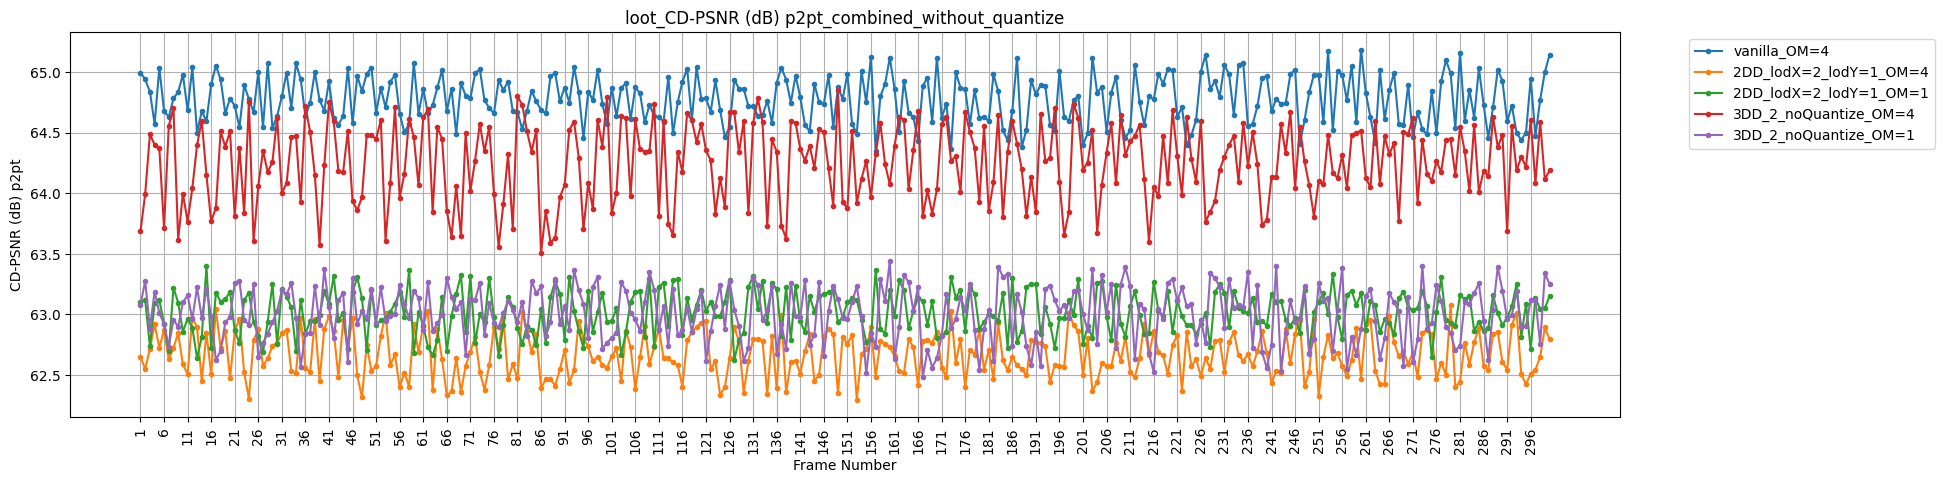 loot_CD-PSNR (dB) p2pt_combined_without_quantize
CD-PSNR (dB) p2pt
65.0
64.5
64.0
63.5
63.0
62.5
1 6 11 16 21 26 31 36 41 46 51 56 61 66 71 76 81 86 91 96 101 106 111 116 121 126 131 136 141 146 151 156 161 166 171 176 181 186 191 196 201 206 211 216 221 226 231 236 241 246 251 256 261 266 271 276 281 286 291 296
Frame Number
vanilla_OM=4
2DD_lodX=2_lodY=1_OM=4
2DD_lodX=2_lodY=1_OM=1
3DD_2_noQuantize_OM=4
3DD_2_noQuantize_OM=1